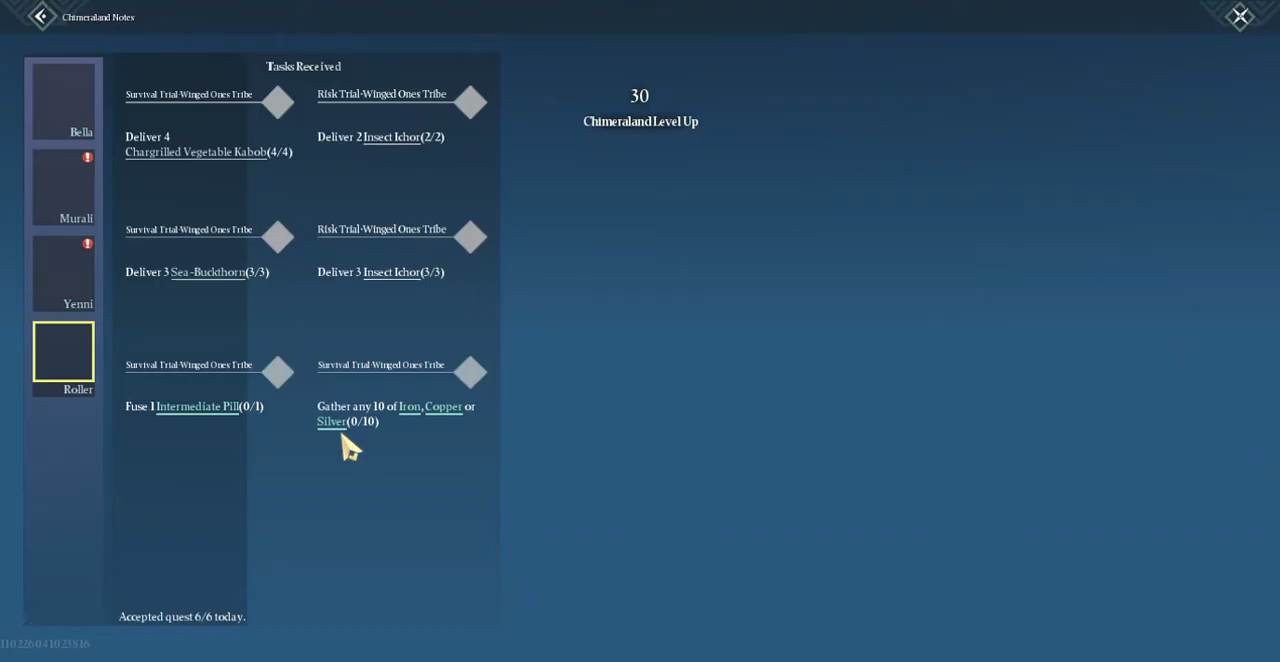 Chimeraland Notes
Bella
Murali
Yenni
Roller
Tasks Received
Survival Trial-Winged Ones Tribe
Deliver 4
Chargrilled Vegetable Kabob(4/4)
Risk Trial-Winged Ones Tribe
Deliver 2 Insect Ichor(2/2)
Survival Trial-Winged Ones Tribe
Deliver 3 Sea-Buckthorn(3/3)
Risk Trial-Winged Ones Tribe
Deliver 3 Insect Ichor(3/3)
Survival Trial-Winged Ones Tribe
Fuse 1 Intermediate Pill(0/1)
Survival Trial-Winged Ones Tribe
Gather any 10 of Iron, Copper or
Silver(0/10)
Accepted quest 6/6 today.
30
Chimeraland Level Up